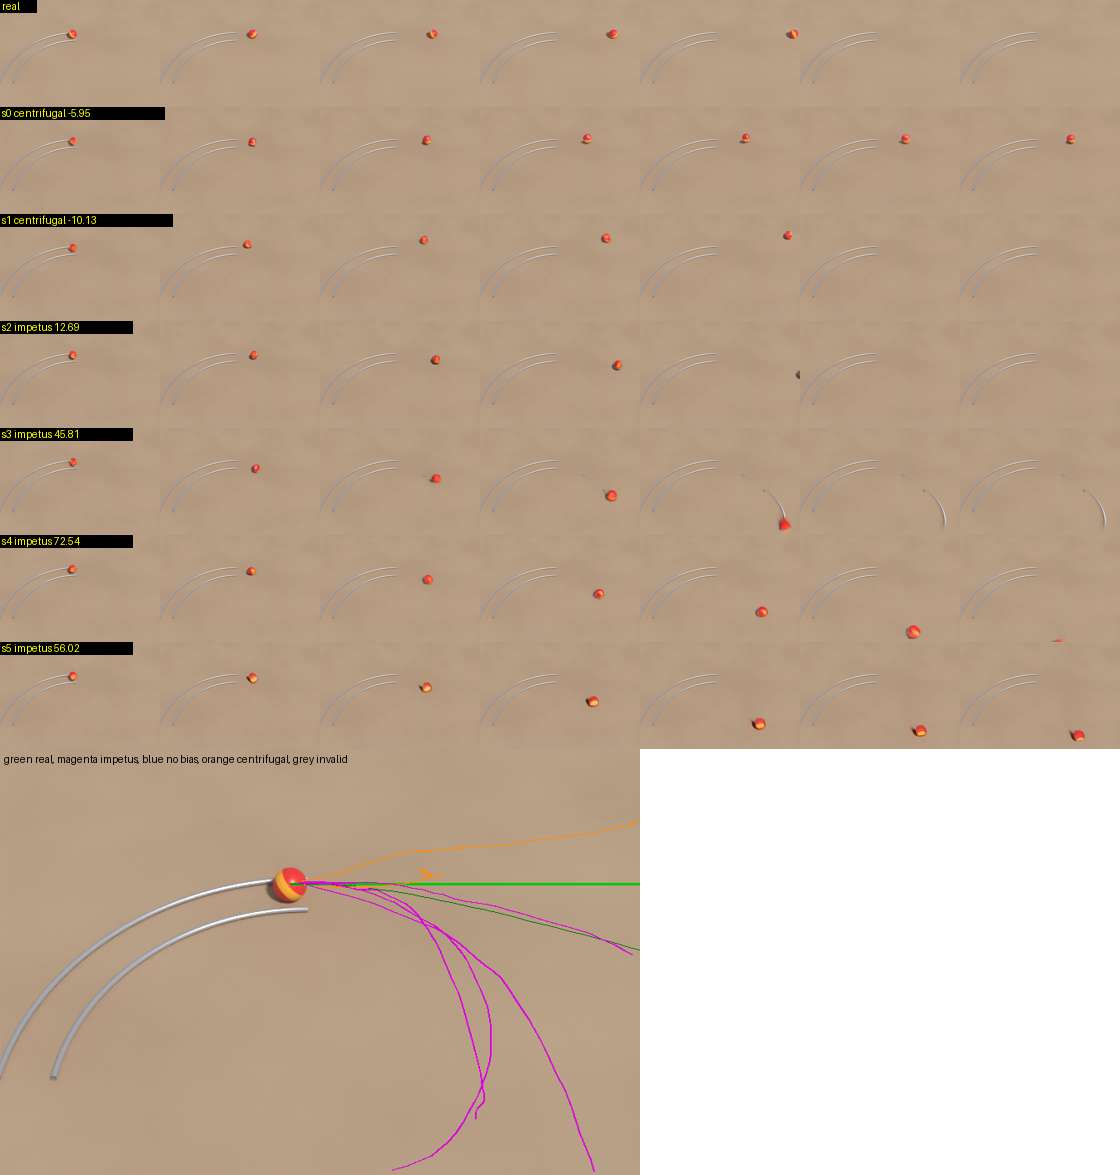 real
s0 centrifugal -5.95
s1 centrifugal -10.13
s2 impetus 12.69
s3 impetus 45.81
s4 impetus 72.54
s5 impetus 56.02
green real, magenta impetus, blue no bias, orange centrifugal, grey invalid